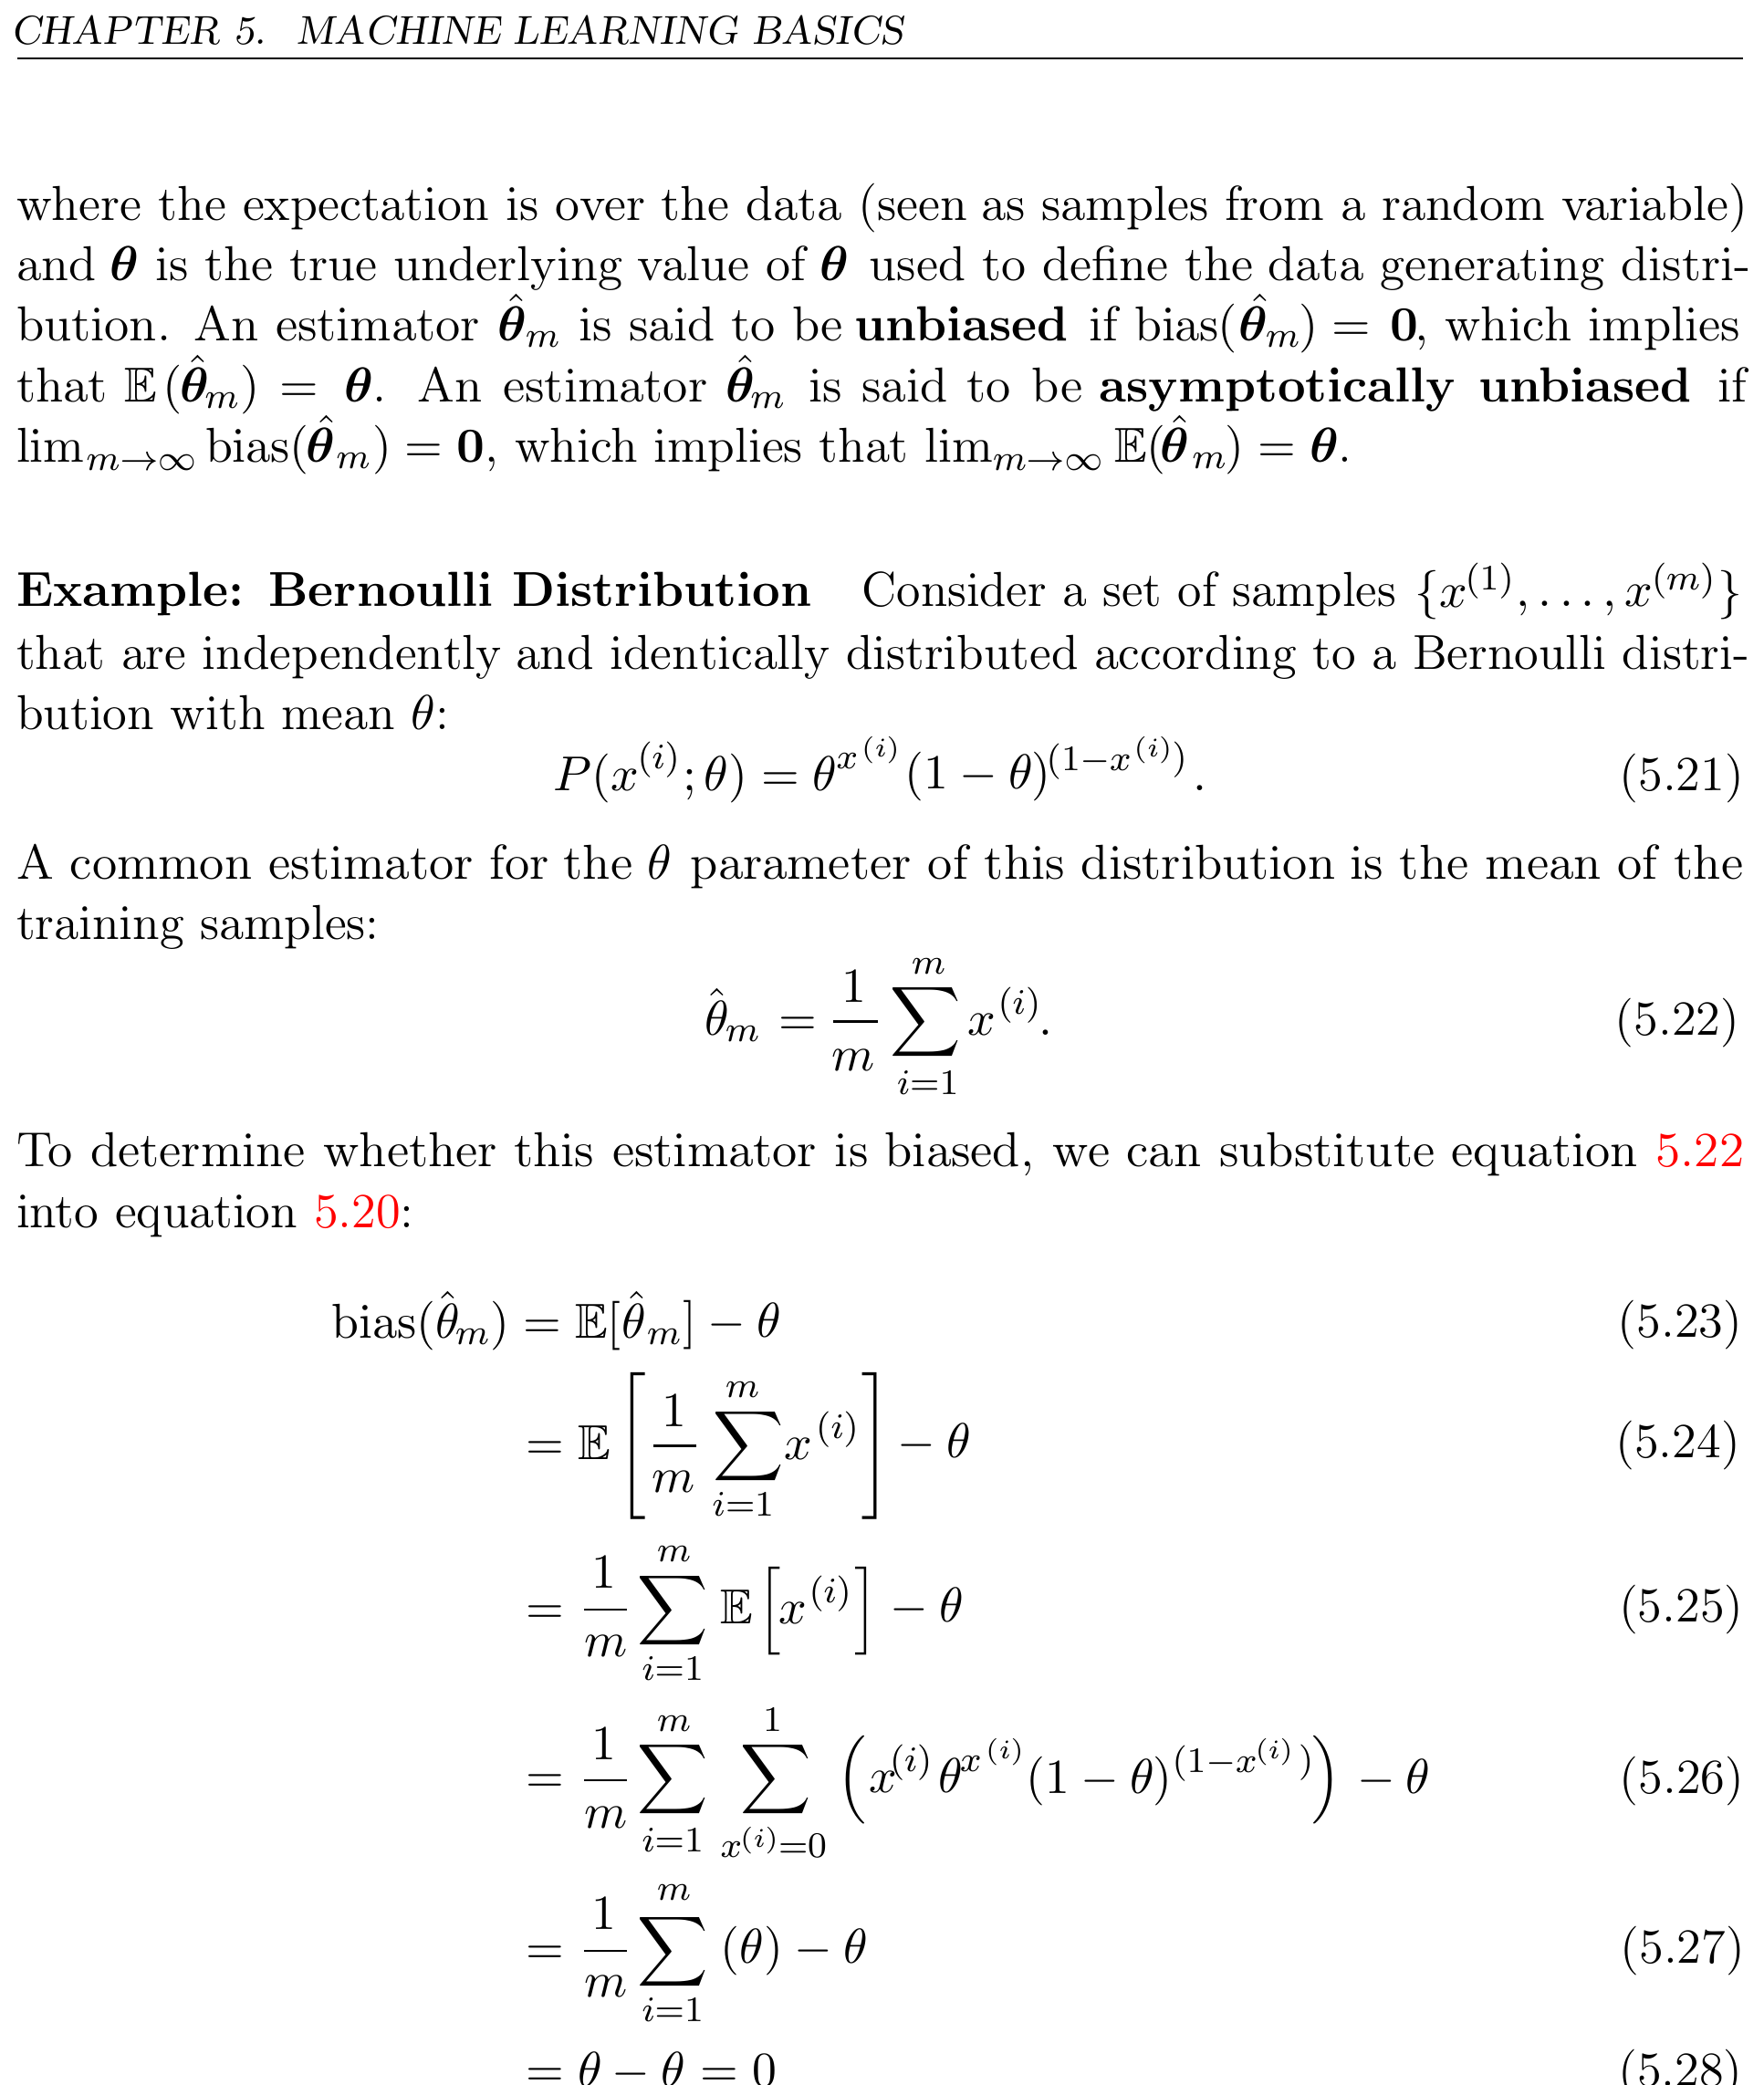 CHAPTER 5. MACHINE LEARNING BASICS
where the expectation is over the data (seen as samples from a random variable)
and θ is the true underlying value of θ used to define the data generating distri-
bution. An estimator θ̂_m is said to be unbiased if bias(θ̂_m) = 0, which implies
that 𝔼(θ̂_m) = θ. An estimator θ̂_m is said to be asymptotically unbiased if
lim_{m→∞} bias(θ̂_m) = 0, which implies that lim_{m→∞} 𝔼(θ̂_m) = θ.
Example: Bernoulli Distribution Consider a set of samples {x^{(1)}, . . . , x^{(m)}}
that are independently and identically distributed according to a Bernoulli distri-
bution with mean θ:
P(x^{(i)}; θ) = θ^{x^{(i)}} (1 − θ)^{(1−x^{(i)})}. (5.21)
A common estimator for the θ parameter of this distribution is the mean of the
training samples:
θ̂_m = \frac{1}{m} ∑_{i=1}^{m} x^{(i)}. (5.22)
To determine whether this estimator is biased, we can substitute equation 5.22
into equation 5.20:
bias(θ̂_m) = 𝔼[θ̂_m] − θ (5.23)
= 𝔼 [ \frac{1}{m} ∑_{i=1}^{m} x^{(i)} ] − θ (5.24)
= \frac{1}{m} ∑_{i=1}^{m} 𝔼 [ x^{(i)} ] − θ (5.25)
= \frac{1}{m} ∑_{i=1}^{m} ∑_{x^{(i)}=0}^{1} ( x^{(i)} θ^{x^{(i)}} (1 − θ)^{(1−x^{(i)})} ) − θ (5.26)
= \frac{1}{m} ∑_{i=1}^{m} (θ) − θ (5.27)
= θ − θ = 0 (5.28)